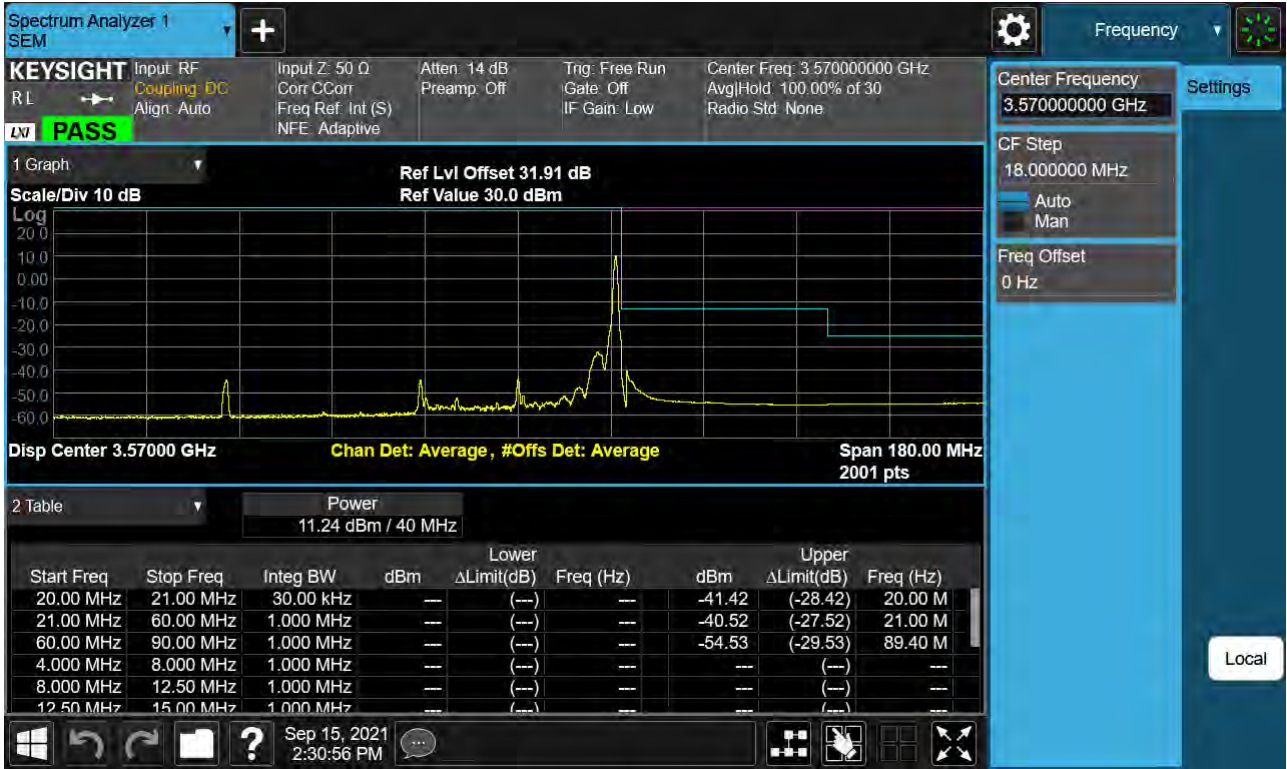 Spectrum Analyzer 1
SEM
+
Frequency
KEYSIGHT
RL
LXI
PASS
Input: RF
Coupling: DC
Align: Auto
Input Z: 50 Ω
Corr CCorr
Freq Ref: Int (S)
NFE: Adaptive
Atten: 14 dB
Preamp: Off
Trig: Free Run
Gate: Off
IF Gain: Low
Center Freq: 3.570000000 GHz
Avg|Hold: 100.00% of 30
Radio Std: None
Center Frequency
3.570000000 GHz
Settings
CF Step
18.000000 MHz
Auto
Man
Freq Offset
0 Hz
1 Graph
Scale/Div 10 dB
Ref Lvl Offset 31.91 dB
Ref Value 30.0 dBm
Log
20.0
10.0
0.00
-10.0
-20.0
-30.0
-40.0
-50.0
-60.0
Disp Center 3.57000 GHz
Chan Det: Average, #Offs Det: Average
Span 180.00 MHz
2001 pts
2 Table
Power
11.24 dBm / 40 MHz
Lower Upper
Start Freq Stop Freq Integ BW dBm ΔLimit(dB) Freq (Hz) dBm ΔLimit(dB) Freq (Hz)
20.00 MHz 21.00 MHz 30.00 kHz --- (---) --- -41.42 (-28.42) 20.00 M
21.00 MHz 60.00 MHz 1.000 MHz --- (---) --- -40.52 (-27.52) 21.00 M
60.00 MHz 90.00 MHz 1.000 MHz --- (---) --- -54.53 (-29.53) 89.40 M
4.000 MHz 8.000 MHz 1.000 MHz --- (---) --- --- (---) ---
8.000 MHz 12.50 MHz 1.000 MHz --- (---) --- --- (---) ---
12.50 MHz 15.00 MHz 1.000 MHz --- (---) --- --- (---) ---
Local
?
Sep 15, 2021
2:30:56 PM